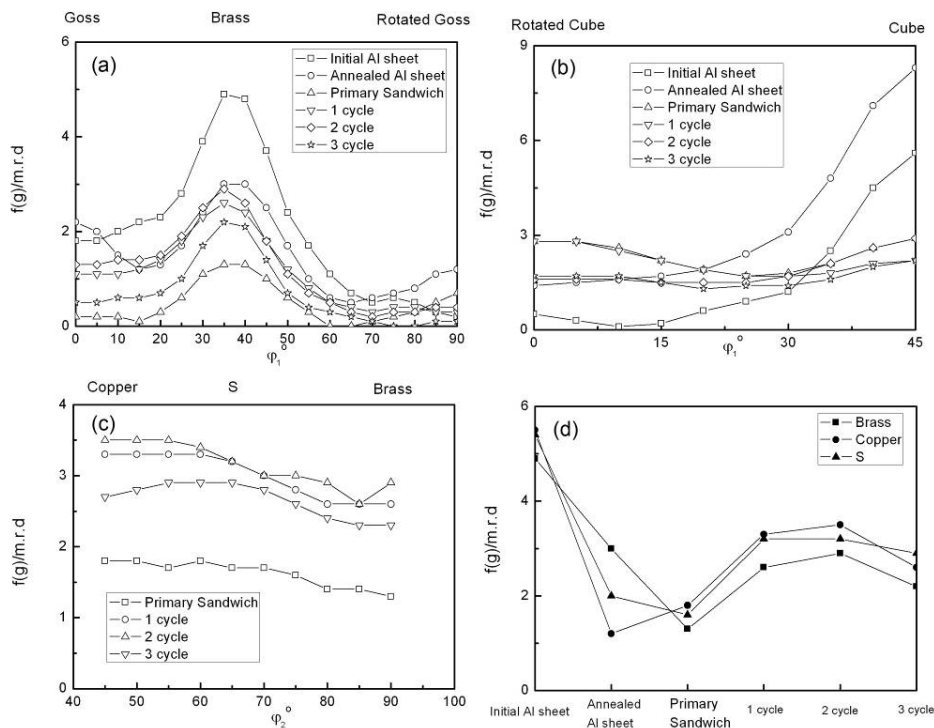 Goss Brass Rotated Goss
6
4
2
0
f(g)/m.r.d
(a)
Initial Al sheet
Annealed Al sheet
Primary Sandwich
1 cycle
2 cycle
3 cycle
0 10 20 30 40 50 60 70 80 90
φ1°
Rotated Cube Cube
9
6
3
0
f(g)/m.r.d
(b)
Initial Al sheet
Annealed Al sheet
Primary Sandwich
1 cycle
2 cycle
3 cycle
0 15 30 45
φ1°
Copper S Brass
4
3
2
1
0
f(g)/m.r.d
(c)
Primary Sandwich
1 cycle
2 cycle
3 cycle
40 50 60 70 80 90 100
φ2°
6
4
2
0
f(g)/m.r.d
(d)
Brass
Copper
S
Initial Al sheet
Annealed
Al sheet
Primary
Sandwich
1 cycle
2 cycle
3 cycle